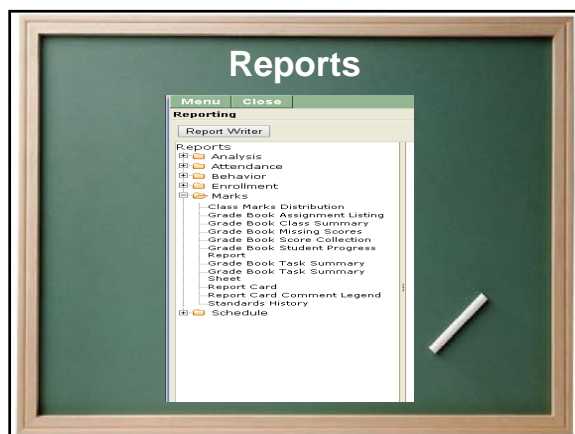 Reports
Menu Close
Reporting
Report Writer
Reports
Analysis
Attendance
Behavior
Enrollment
Marks
Class Marks Distribution
Grade Book Assignment Listing
Grade Book Class Summary
Grade Book Missing Scores
Grade Book Score Collection
Grade Book Student Progress
Report
Grade Book Task Summary
Grade Book Task Summary
Sheet
Report Card
Report Card Comment Legend
Standards History
Schedule